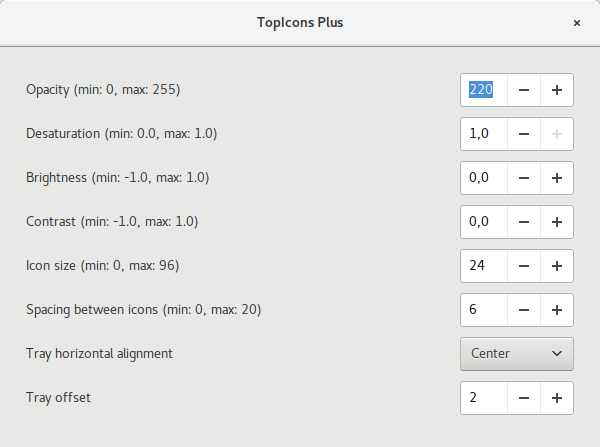 TopIcons Plus
Opacity (min: 0, max: 255) 220
Desaturation (min: 0.0, max: 1.0) 1,0
Brightness (min: -1.0, max: 1.0) 0,0
Contrast (min: -1.0, max: 1.0) 0,0
Icon size (min: 0, max: 96) 24
Spacing between icons (min: 0, max: 20) 6
Tray horizontal alignment Center
Tray offset 2